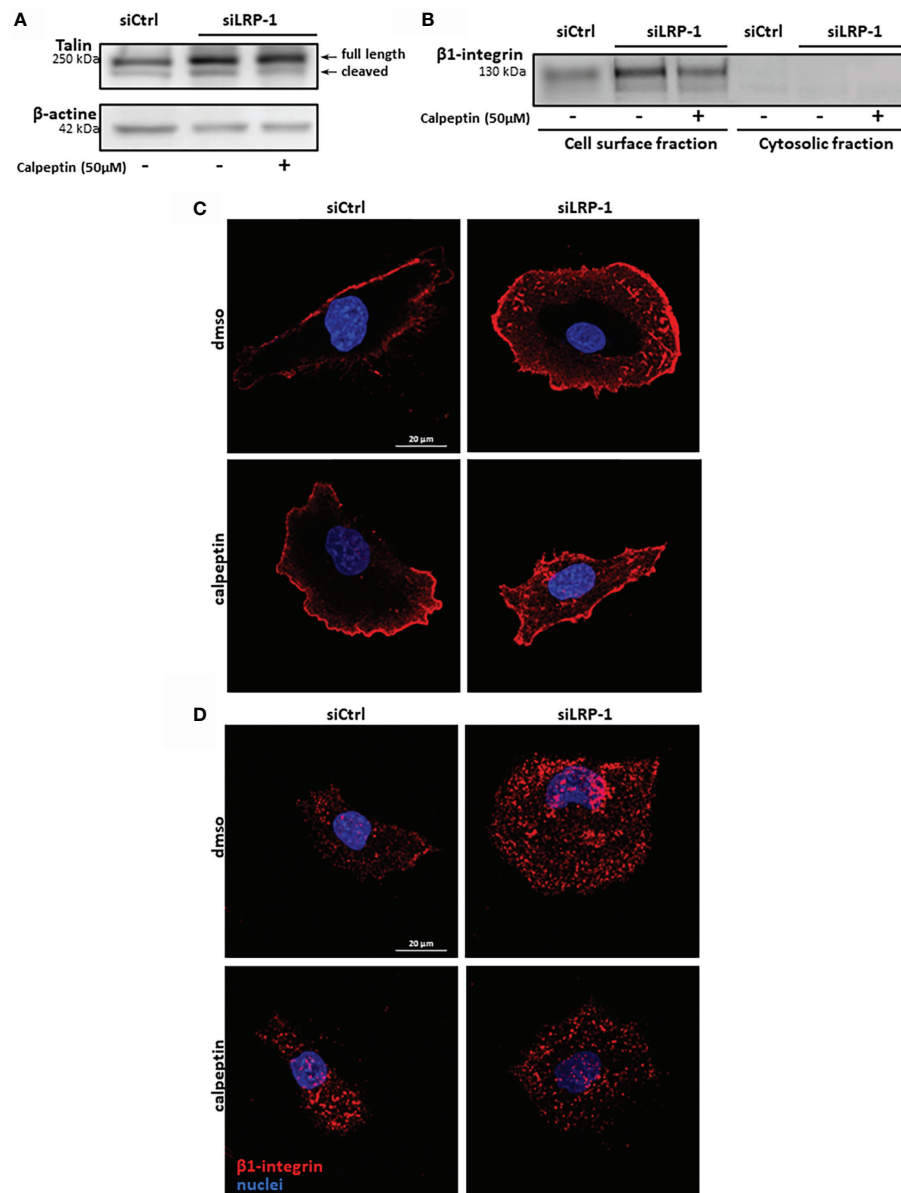 A
siCtrl siLRP-1
Talin
250 kDa
full length
cleaved
β-actine
42 kDa
Calpeptin (50µM) - - +
B
siCtrl siLRP-1 siCtrl siLRP-1
β1-integrin
130 kDa
Calpeptin (50µM) - - + - - +
Cell surface fraction Cytosolic fraction
C
siCtrl siLRP-1
dmso
20 µm
calpeptin
D
siCtrl siLRP-1
dmso
20 µm
calpeptin
β1-integrin
nuclei